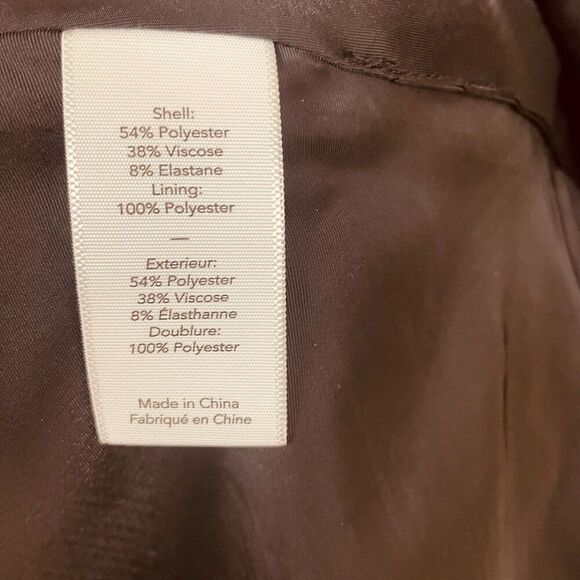 Shell:
54% Polyester
38% Viscose
8% Elastane
Lining:
100% Polyester
—
Exterieur:
54% Polyester
38% Viscose
8% Élasthanne
Doublure:
100% Polyester
Made in China
Fabriqué en Chine